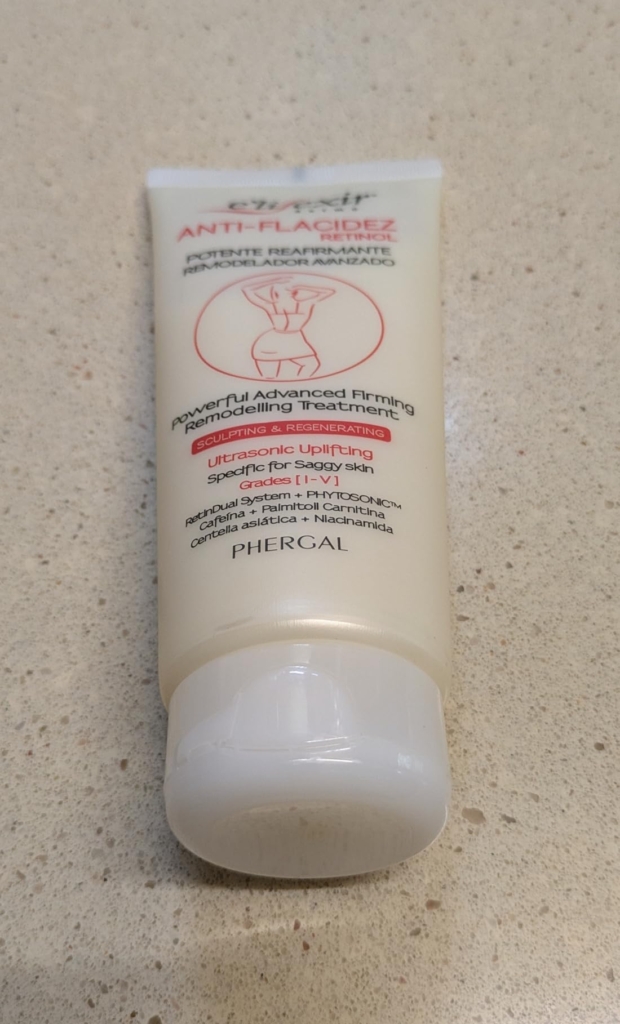 ANTI-FLACIDEZ
RETINOL
POTENTE REAFIRMANTE
REMODELADOR AVANZADO
Powerful Advanced Firming
Remodelling Treatment
SCULPTING & REGENERATING
Ultrasonic Uplifting
Specific for Saggy skin
Grades [ I - V ]
RetinDual System + PHYTOSONIC™
Cafeína + Palmitoil Carnitina
Centella asiática + Niacinamida
PHERGAL